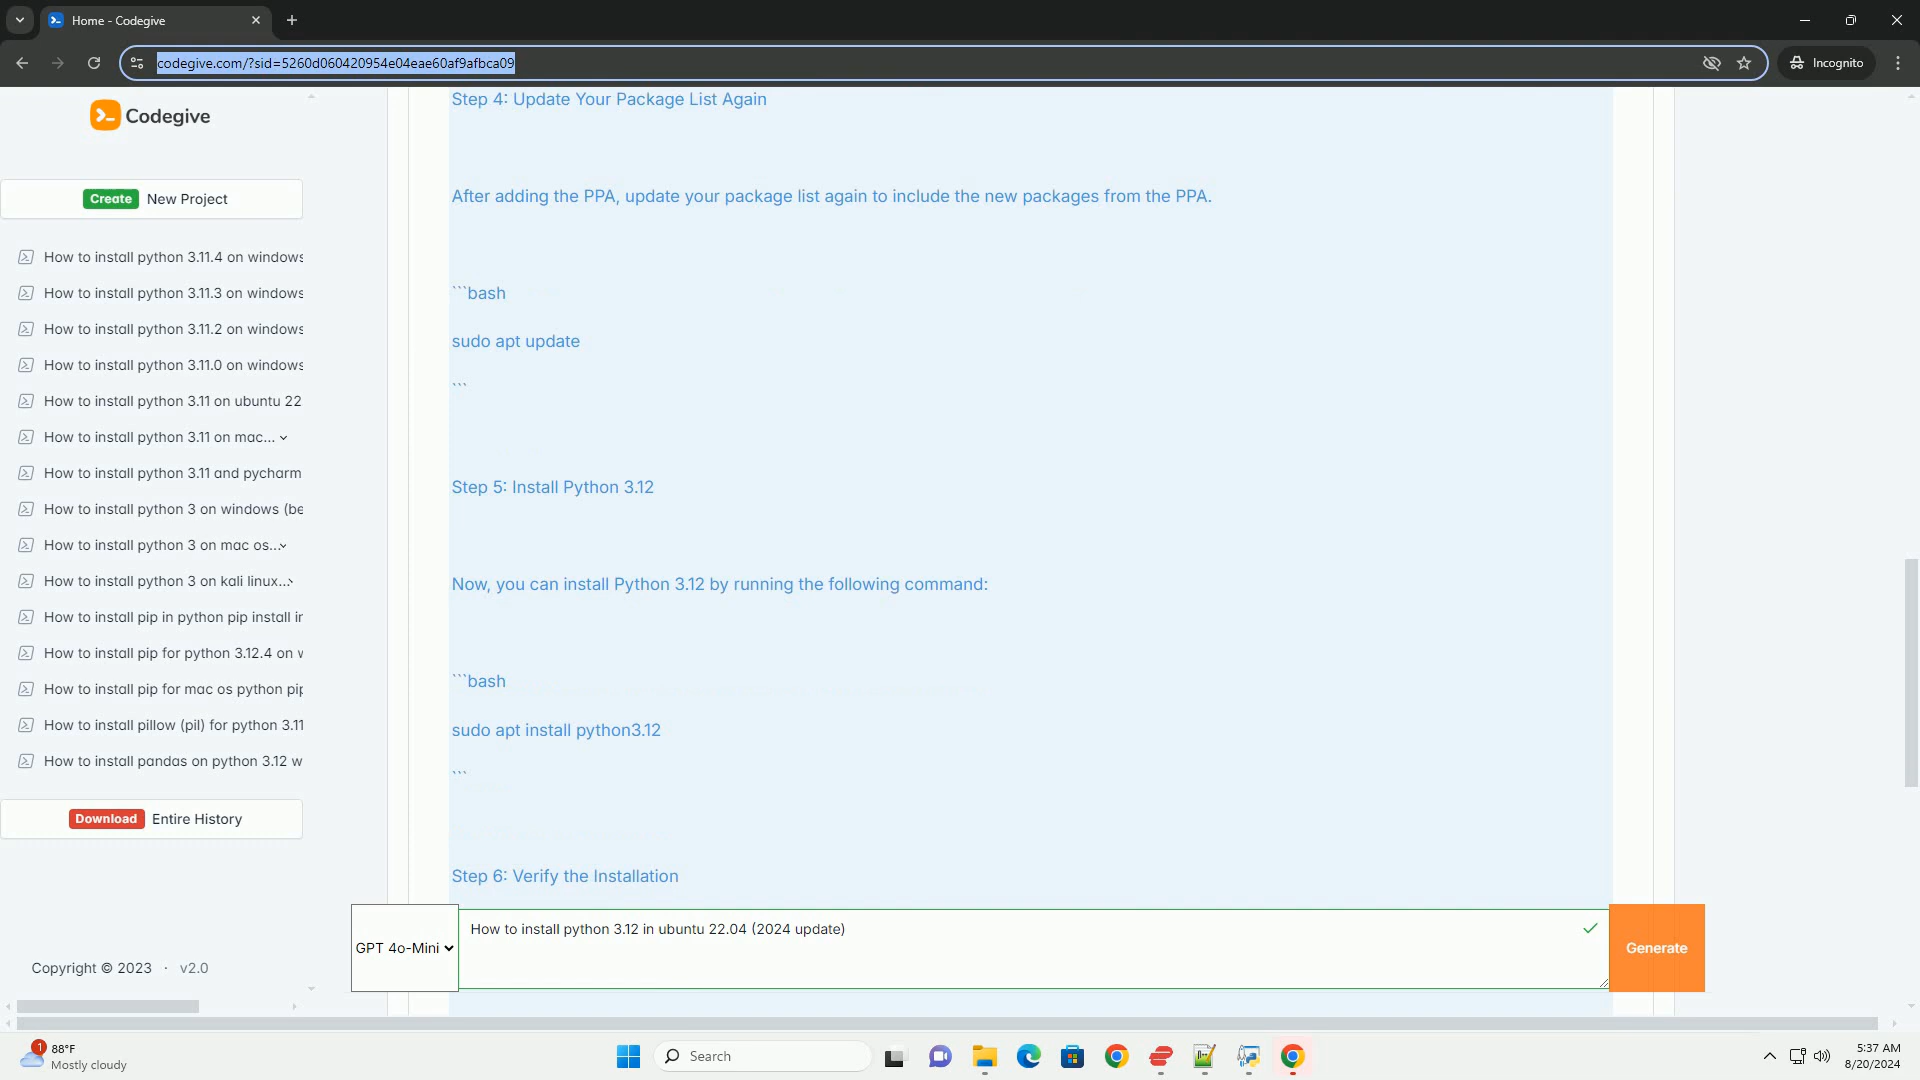 Home - Codegive
codegive.com/?sid=5260d060420954e04eae60af9afbca09
Incognito
Codegive
Create New Project
How to install python 3.11.4 on windows
How to install python 3.11.3 on windows
How to install python 3.11.2 on windows
How to install python 3.11.0 on windows
How to install python 3.11 on ubuntu 22
How to install python 3.11 on mac...
How to install python 3.11 and pycharm
How to install python 3 on windows (be
How to install python 3 on mac os...
How to install python 3 on kali linux...
How to install pip in python pip install in
How to install pip for python 3.12.4 on w
How to install pip for mac os python pip
How to install pillow (pil) for python 3.11
How to install pandas on python 3.12 w
Download Entire History
Copyright © 2023 · v2.0
Step 4: Update Your Package List Again
After adding the PPA, update your package list again to include the new packages from the PPA.
```bash
sudo apt update
```
Step 5: Install Python 3.12
Now, you can install Python 3.12 by running the following command:
```bash
sudo apt install python3.12
```
Step 6: Verify the Installation
GPT 4o-Mini
How to install python 3.12 in ubuntu 22.04 (2024 update)
Generate
1
88°F
Mostly cloudy
Search
5:37 AM
8/20/2024